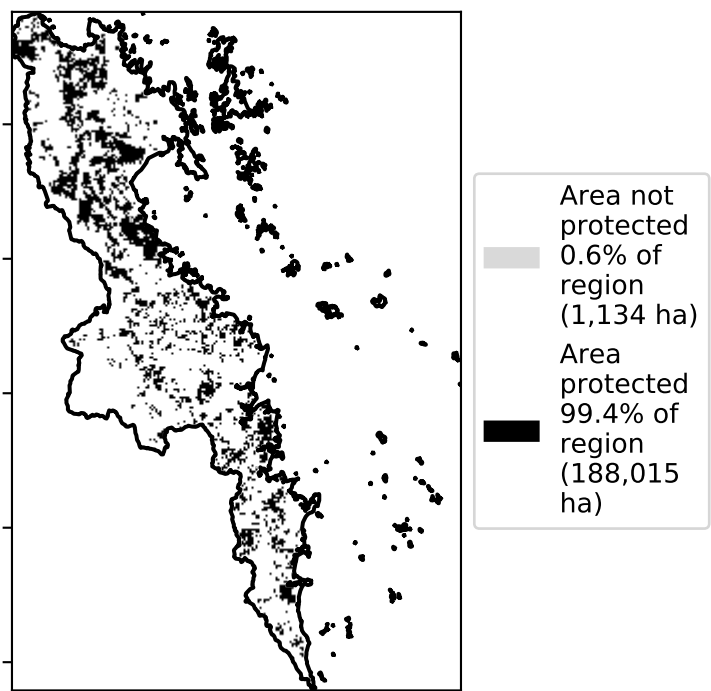 Area not
protected
0.6% of
region
(1,134 ha)
Area
protected
99.4% of
region
(188,015
ha)